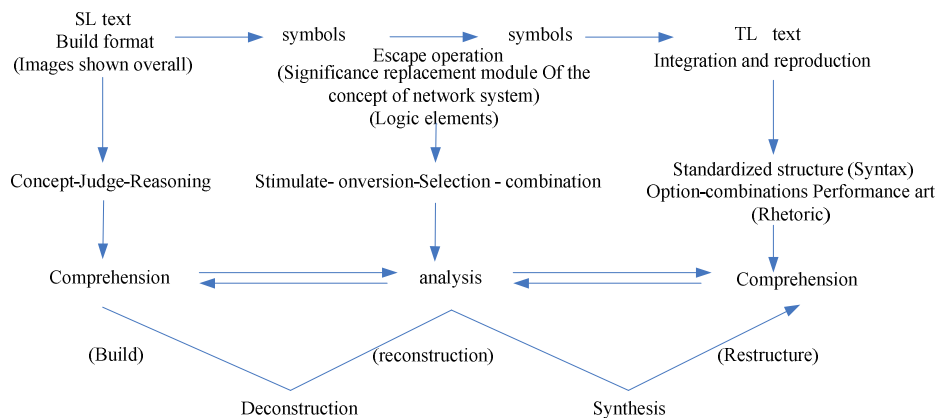 SL text
Build format
(Images shown overall)
symbols
symbols
Escape operation
(Significance replacement module Of the
concept of network system)
(Logic elements)
TL text
Integration and reproduction
Concept-Judge-Reasoning
Stimulate- onversion-Selection - combination
Standardized structure (Syntax)
Option-combinations Performance art
(Rhetoric)
Comprehension
analysis
Comprehension
(Build)
(reconstruction)
(Restructure)
Deconstruction
Synthesis